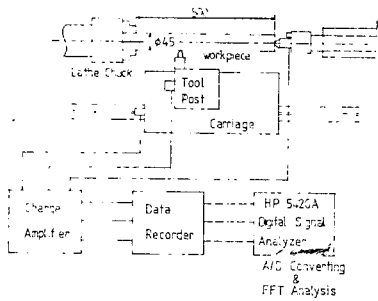 φ45
workpiece
Lathe Chuck
Tool
Post
Carriage
Charge
Amplifier
Data
Recorder
HP 5420A
Digital Signal
Analyzer
A/D Converting
&
FFT Analysis